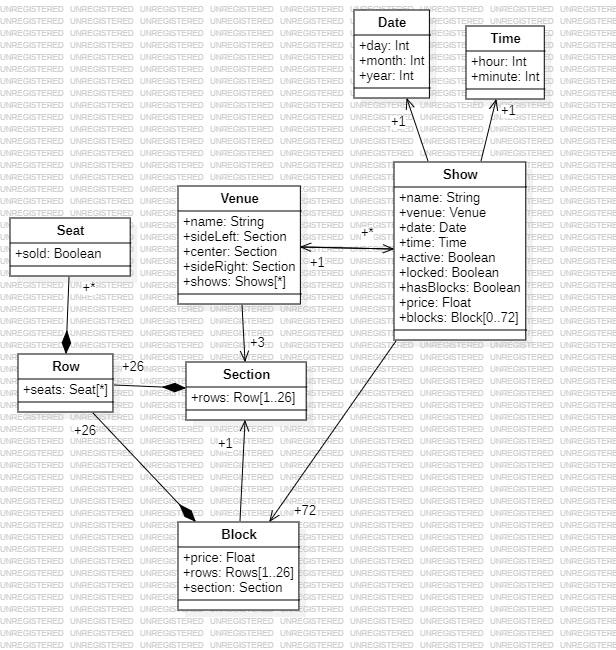 Date
+day: Int
+month: Int
+year: Int
Time
+hour: Int
+minute: Int
+1
+1
Show
+name: String
+venue: Venue
+date: Date
+time: Time
+active: Boolean
+locked: Boolean
+hasBlocks: Boolean
+price: Float
+blocks: Block[0..72]
Venue
+name: String
+sideLeft: Section
+center: Section
+sideRight: Section
+shows: Shows[*]
+*
+1
Seat
+sold: Boolean
+*
+3
Row
+seats: Seat[*]
+26
Section
+rows: Row[1..26]
+26
+1
+72
Block
+price: Float
+rows: Rows[1..26]
+section: Section
UNREGISTERED